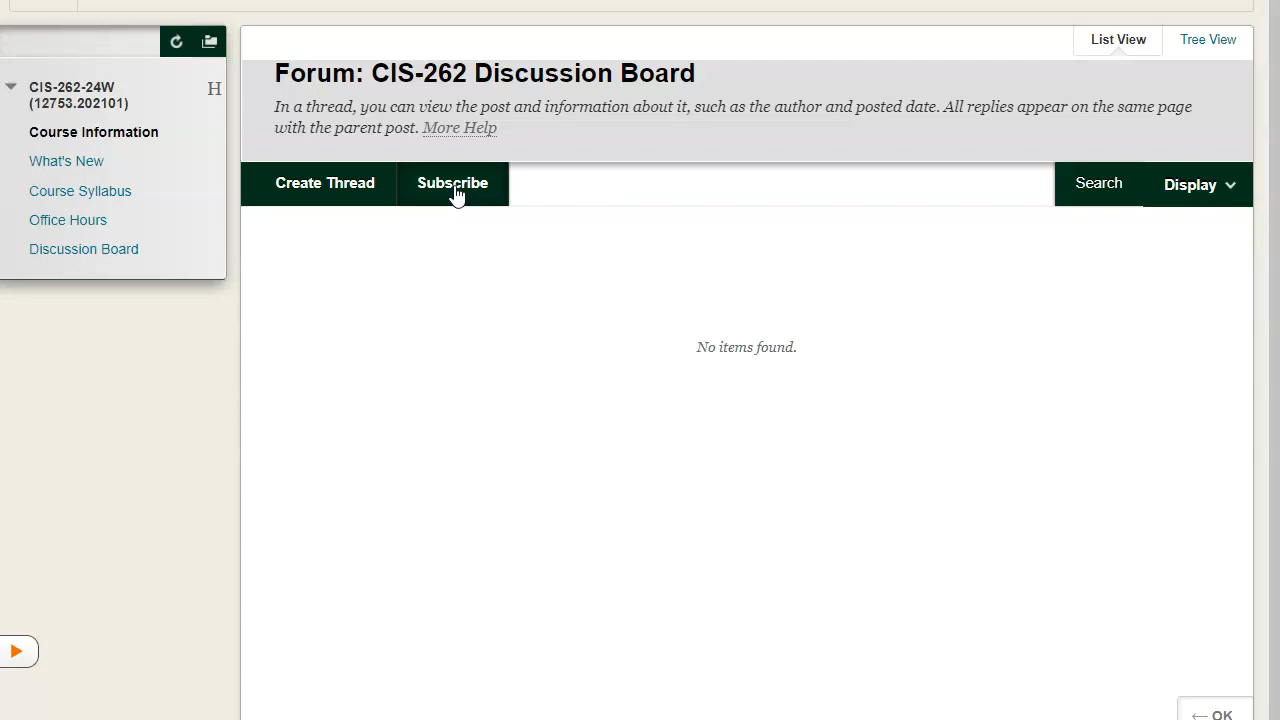 List View
Tree View
Forum: CIS-262 Discussion Board
In a thread, you can view the post and information about it, such as the author and posted date. All replies appear on the same page
with the parent post. More Help
Create Thread
Subscribe
Search
Display
No items found.
OK
CIS-262-24W
(12753.202101)
H
Course Information
What's New
Course Syllabus
Office Hours
Discussion Board